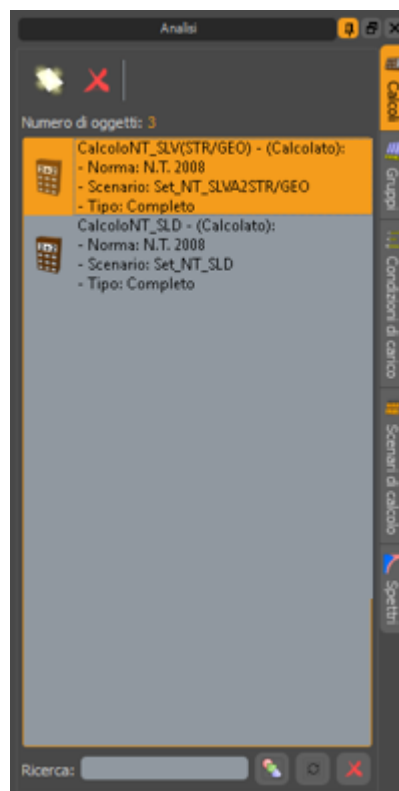 Analisi
Numero di oggetti: 3
CalcoloNT_SLV(STR/GEO) - (Calcolato):
- Norma: N.T. 2008
- Scenario: Set_NT_SLVA2STR/GEO
- Tipo: Completo
CalcoloNT_SLD - (Calcolato):
- Norma: N.T. 2008
- Scenario: Set_NT_SLD
- Tipo: Completo
Ricerca:
Calcoli
Gruppi
Condizioni di carico
Scenari di calcolo
Spettri